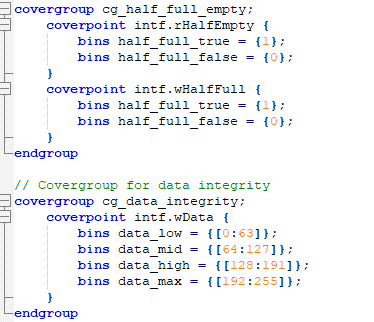 covergroup cg_half_full_empty;
    coverpoint intf.rHalfEmpty {
        bins half_full_true = {1};
        bins half_full_false = {0};
    }
    coverpoint intf.wHalfFull {
        bins half_full_true = {1};
        bins half_full_false = {0};
    }
endgroup

// Covergroup for data integrity
covergroup cg_data_integrity;
    coverpoint intf.wData {
        bins data_low = {[0:63]};
        bins data_mid = {[64:127]};
        bins data_high = {[128:191]};
        bins data_max = {[192:255]};
    }
endgroup